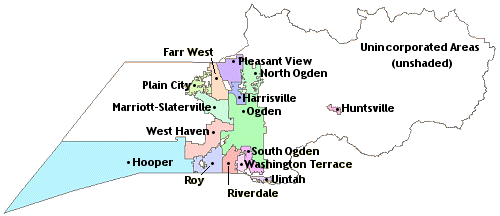 Farr West
Pleasant View
Unincorporated Areas
(unshaded)
North Ogden
Plain City
Harrisville
Marriott-Slaterville
Huntsville
Ogden
West Haven
South Ogden
Hooper
Washington Terrace
Roy
Uintah
Riverdale